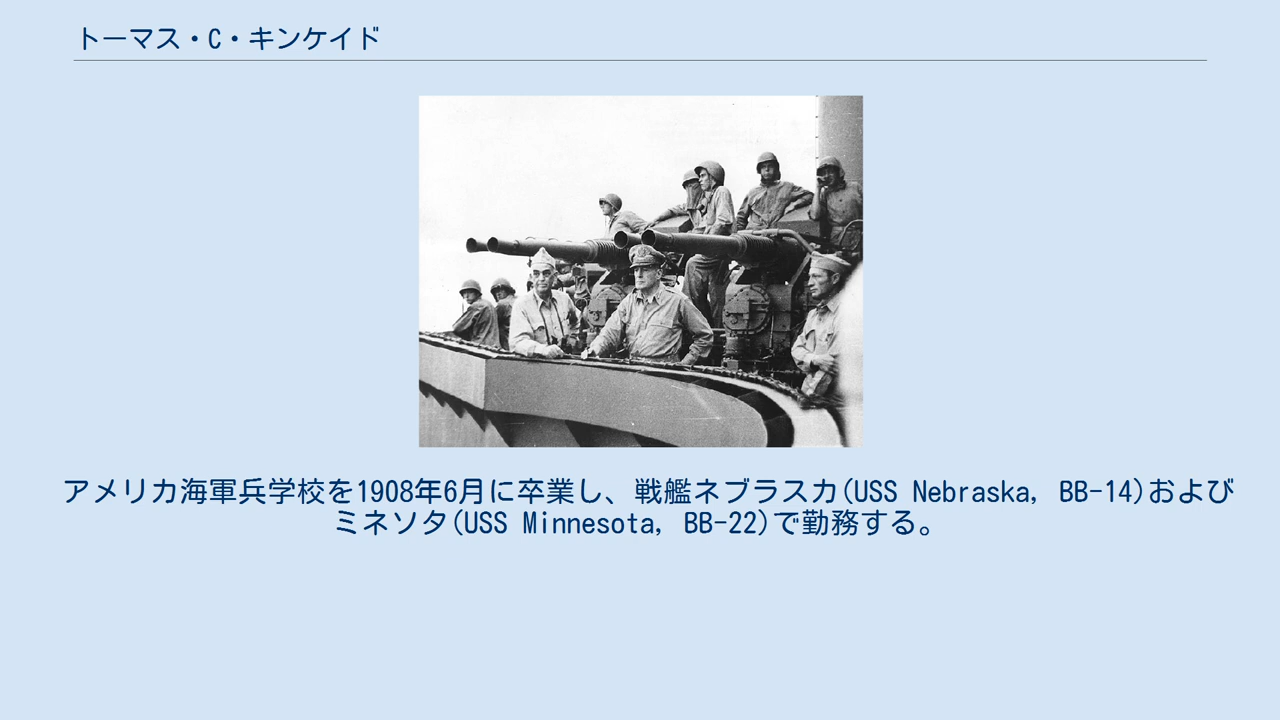 トーマス・C・キンケイド
アメリカ海軍兵学校を1908年6月に卒業し、戦艦ネブラスカ(USS Nebraska, BB-14)および
ミネソタ(USS Minnesota, BB-22)で勤務する。